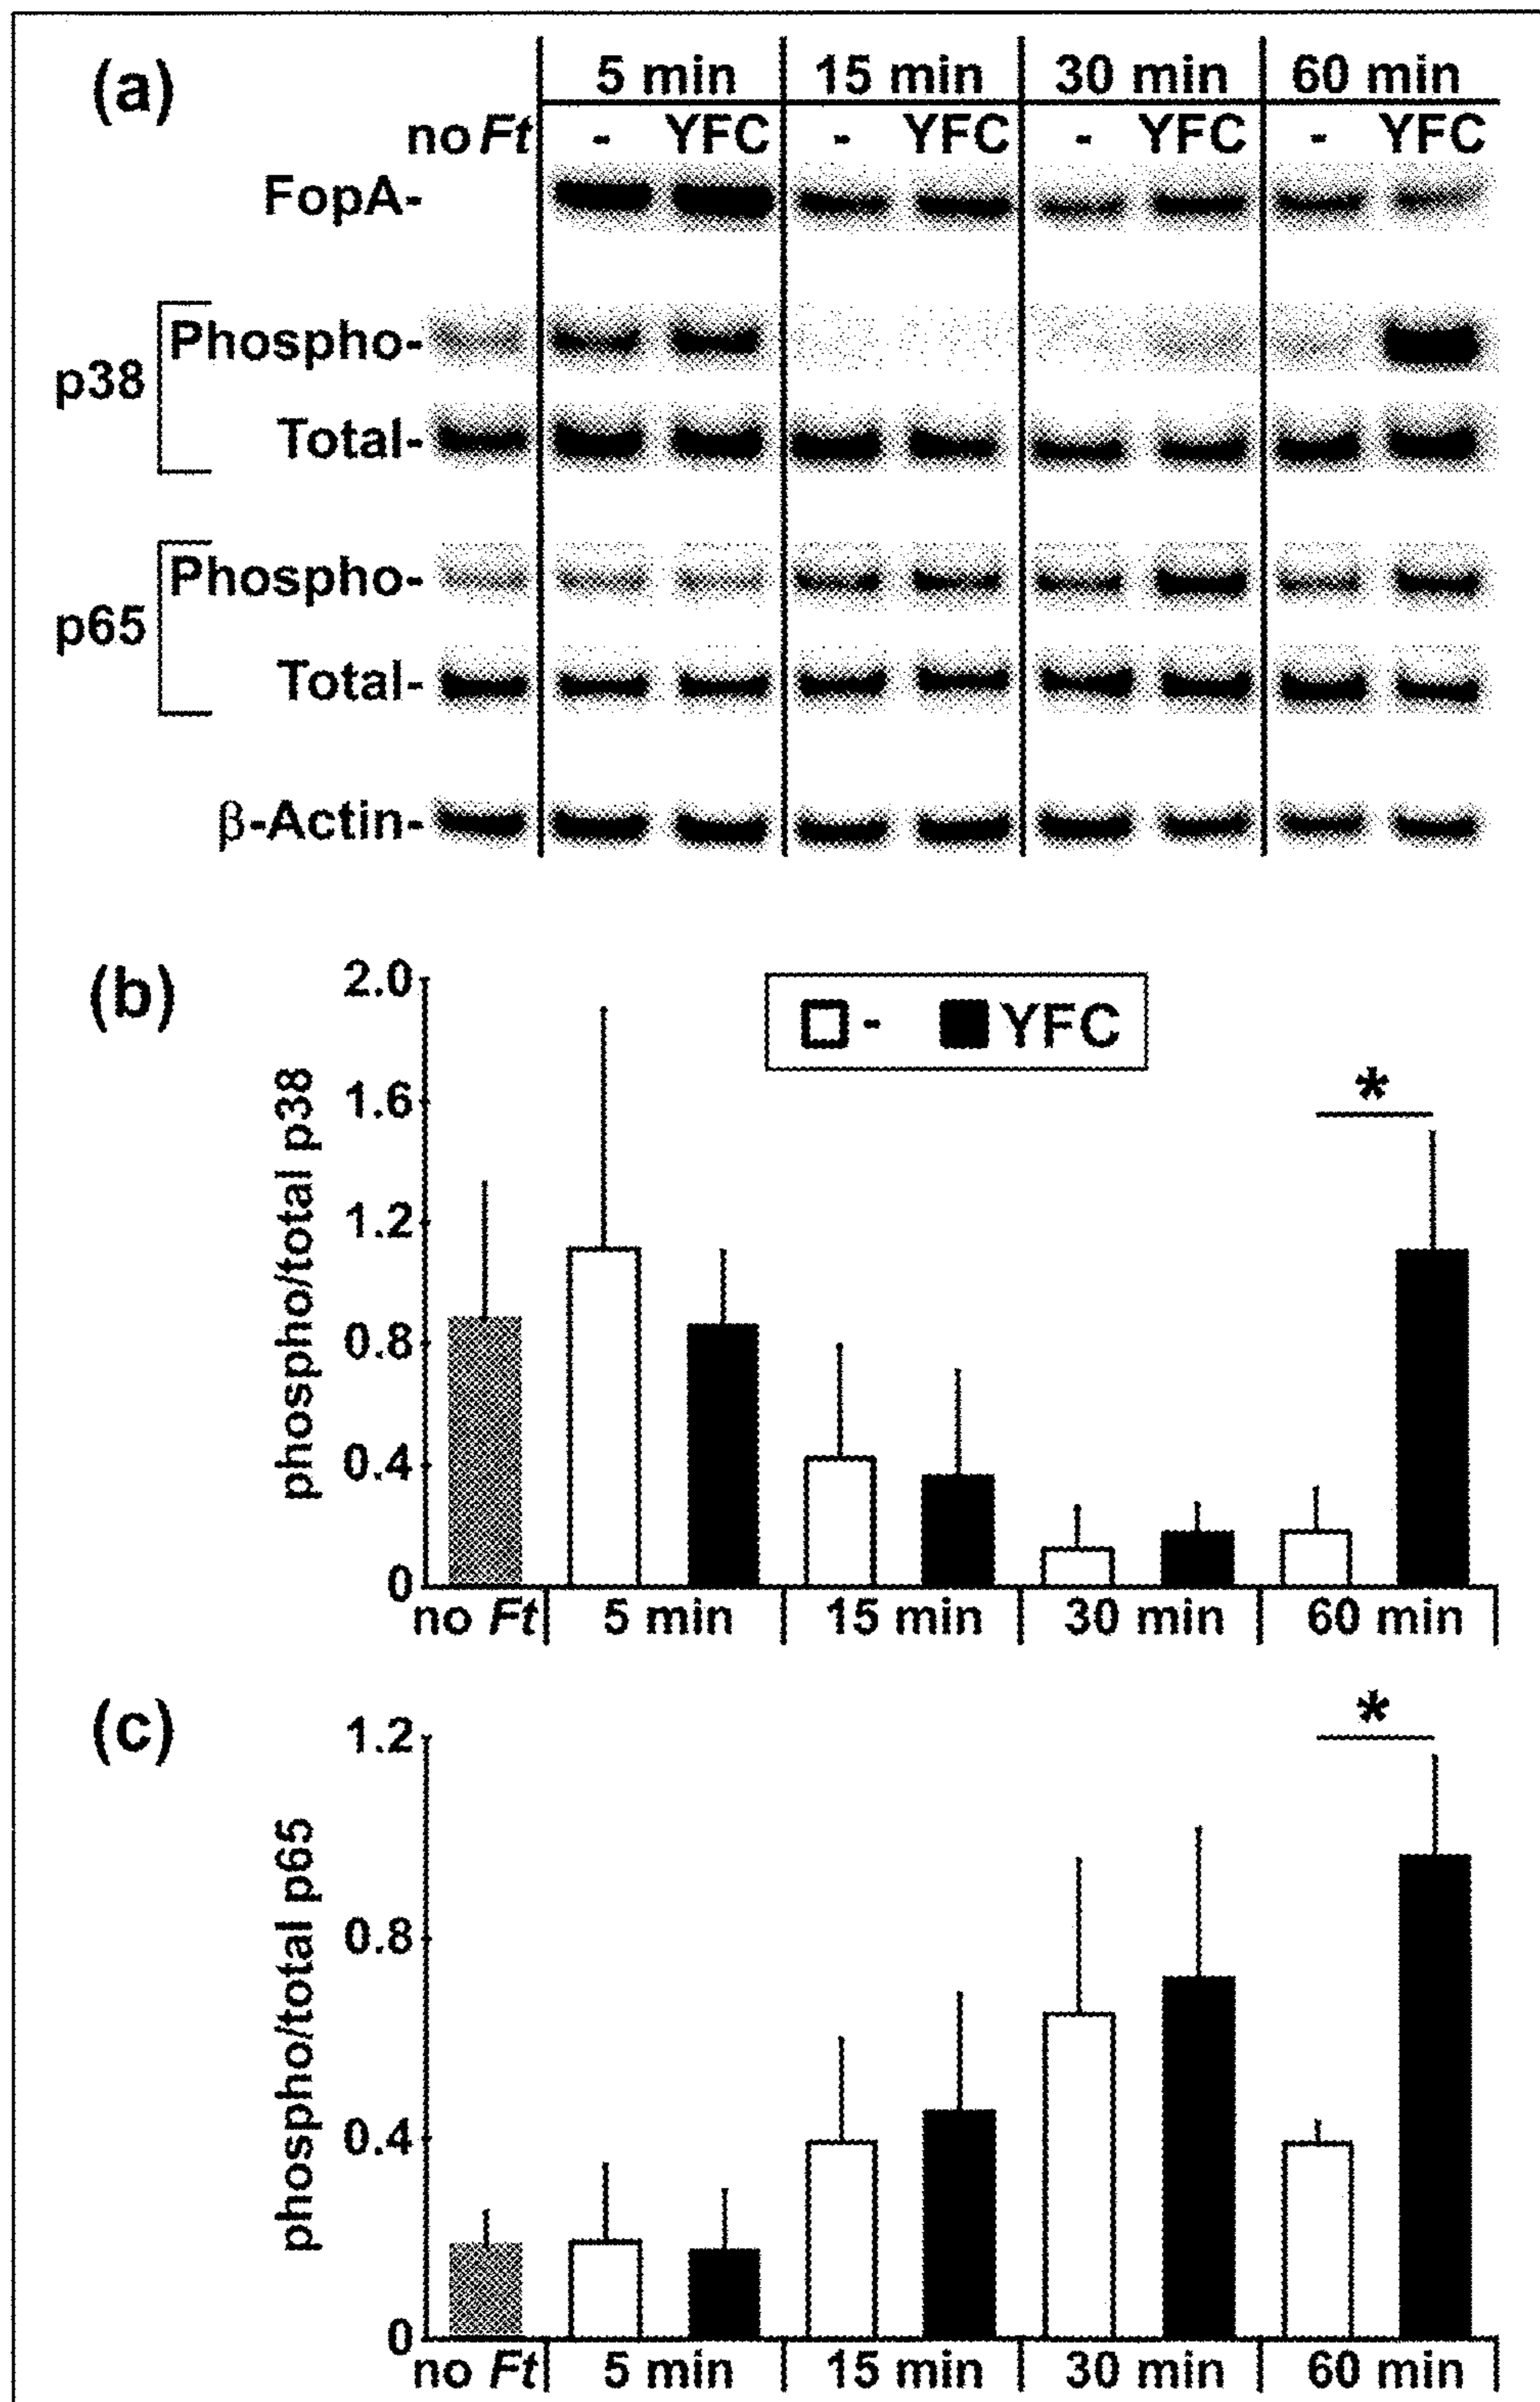 (a)
5 min 15 min 30 min 60 min
no Ft - YFC - YFC - YFC - YFC
FopA-
p38
Phospho-
Total-
p65
Phospho-
Total-
β-Actin-
(b)
- YFC
phospho/total p38
2.0
1.6
*
1.2
0.8
0.4
0
no Ft 5 min 15 min 30 min 60 min
(c)
phospho/total p65
*
1.2
0.8
0.4
0
no Ft 5 min 15 min 30 min 60 min